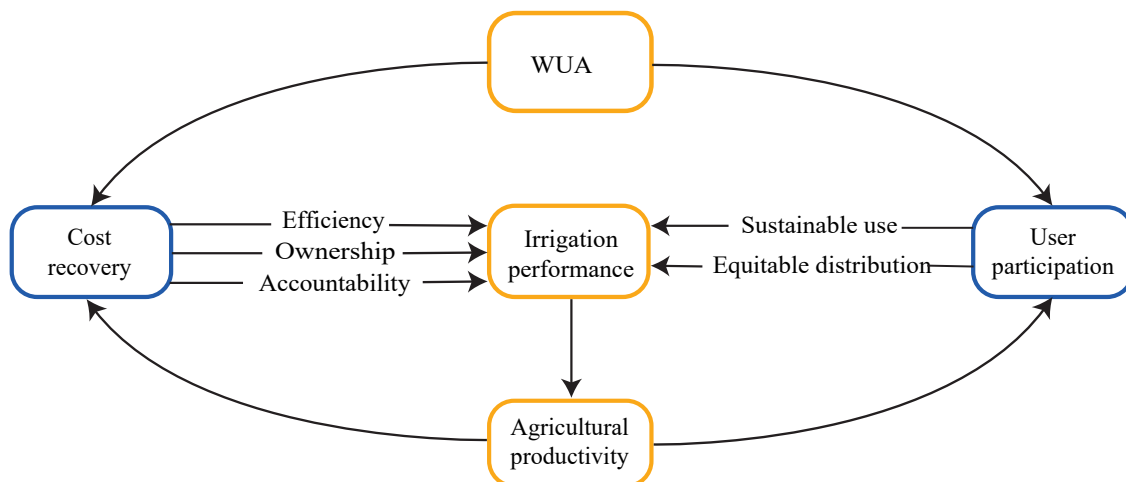 WUA
Cost
recovery
Efficiency
Ownership
Accountability
Irrigation
performance
Sustainable use
Equitable distribution
User
participation
Agricultural
productivity